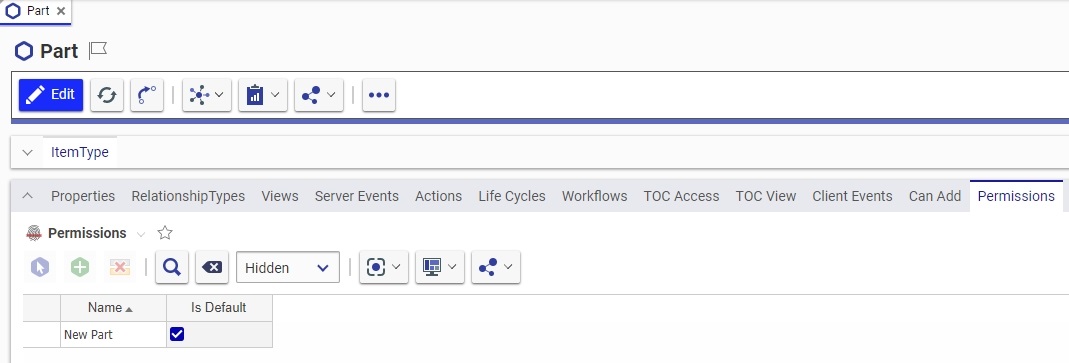 Part
Part
Edit
ItemType
Properties RelationshipTypes Views Server Events Actions Life Cycles Workflows TOC Access TOC View Client Events Can Add Permissions
Permissions
Hidden
Name Is Default
New Part